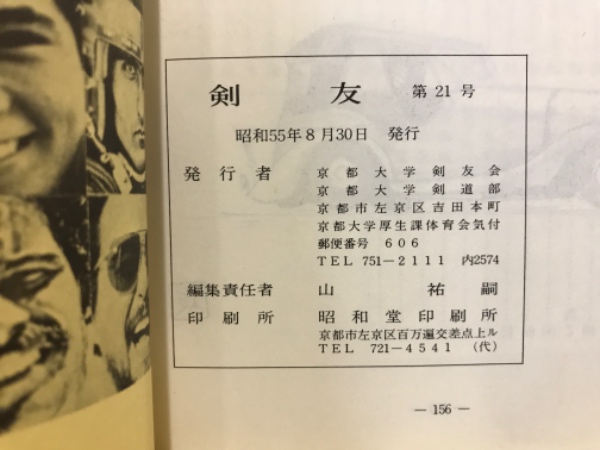 剣友 第21号
昭和55年8月30日 発行
発行者 京都大学剣友会
京都大学剣道部
京都市左京区吉田本町
京都大学厚生課体育会気付
郵便番号 606
TEL 751-2111 内2574
編集責任者 山祐嗣
印刷所 昭和堂印刷所
京都市左京区百万遍交差点上ル
TEL 721-4541 (代)
— 156 —